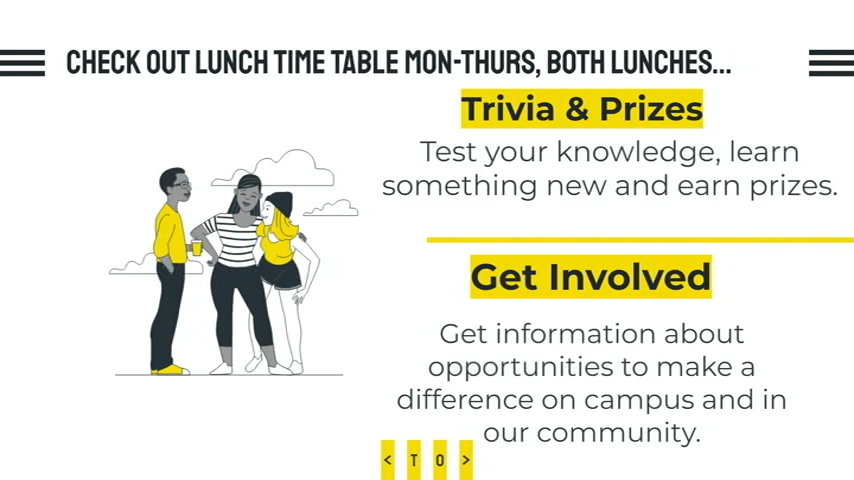 CHECK OUT LUNCH TIME TABLE MON-THURS, BOTH LUNCHES...
Trivia & Prizes
Test your knowledge, learn
something new and earn prizes.
Get Involved
Get information about
opportunities to make a
difference on campus and in
our community.
< T O >